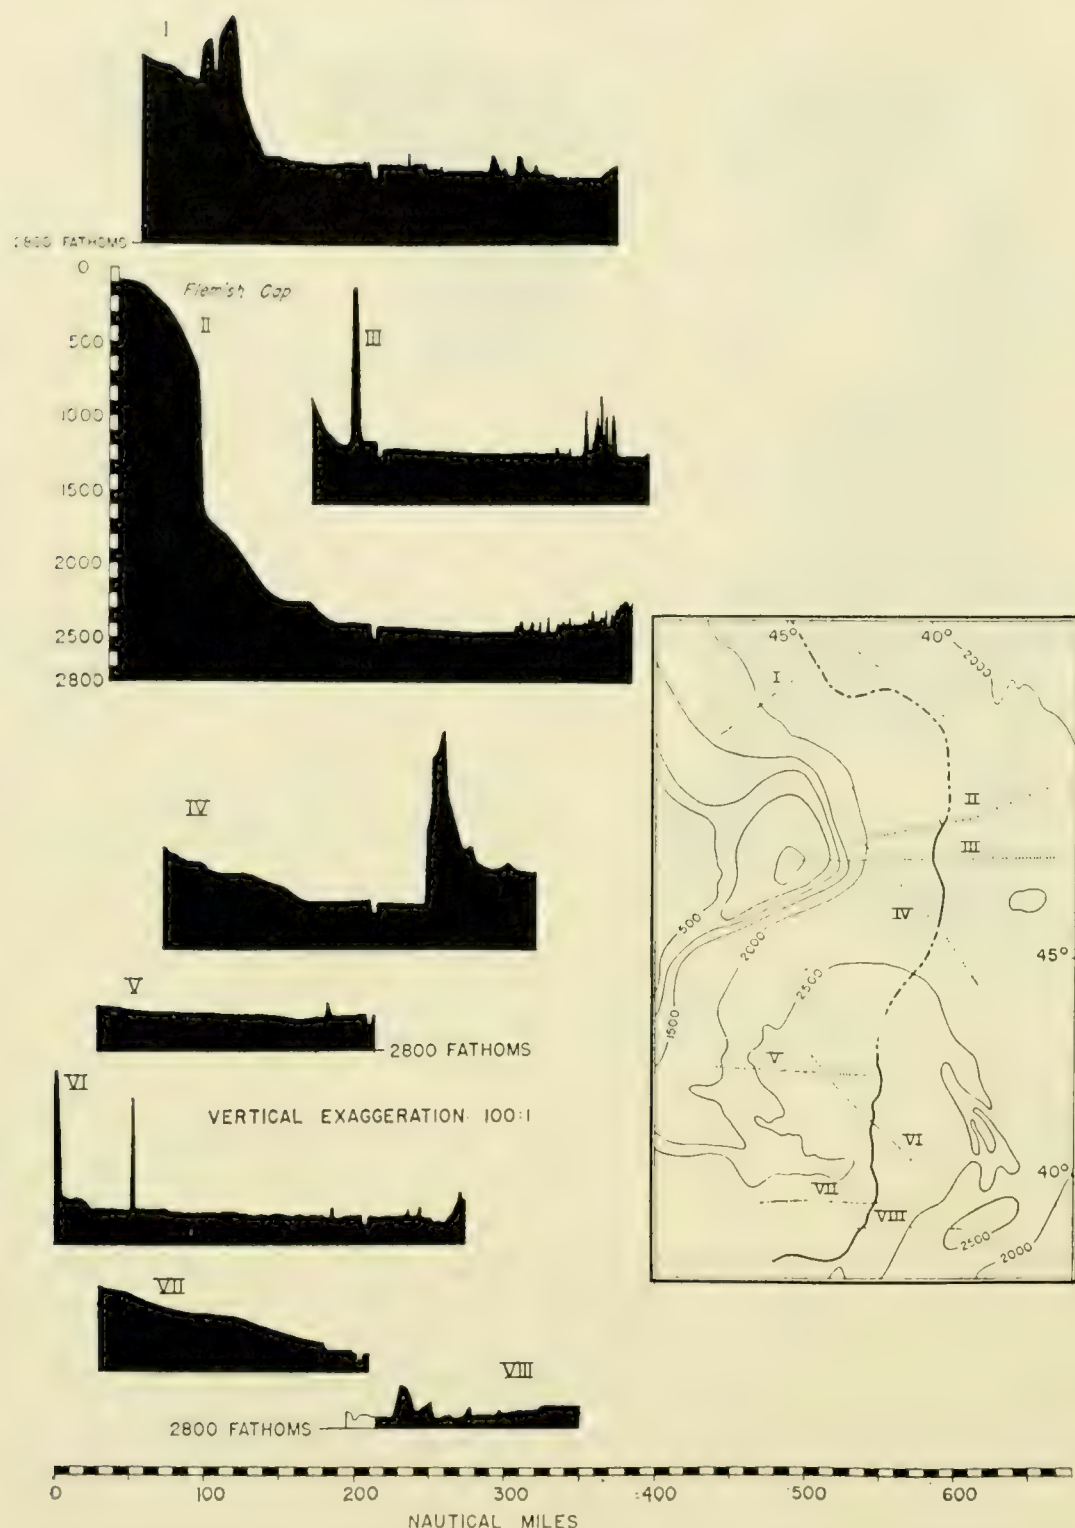 I
2800 FATHOMS
0
Flemish Cap
II
III
500
1000
1500
2000
2500
2800
IV
V
2800 FATHOMS
VI
VERTICAL EXAGGERATION 100:1
VII
VIII
2800 FATHOMS
0 100 200 300 400 500 600
NAUTICAL MILES
45° 40°
2000
I
II
III
IV
500
2000
45°
2500
1500
V
VI
40°
VII
VIII
2500
2000